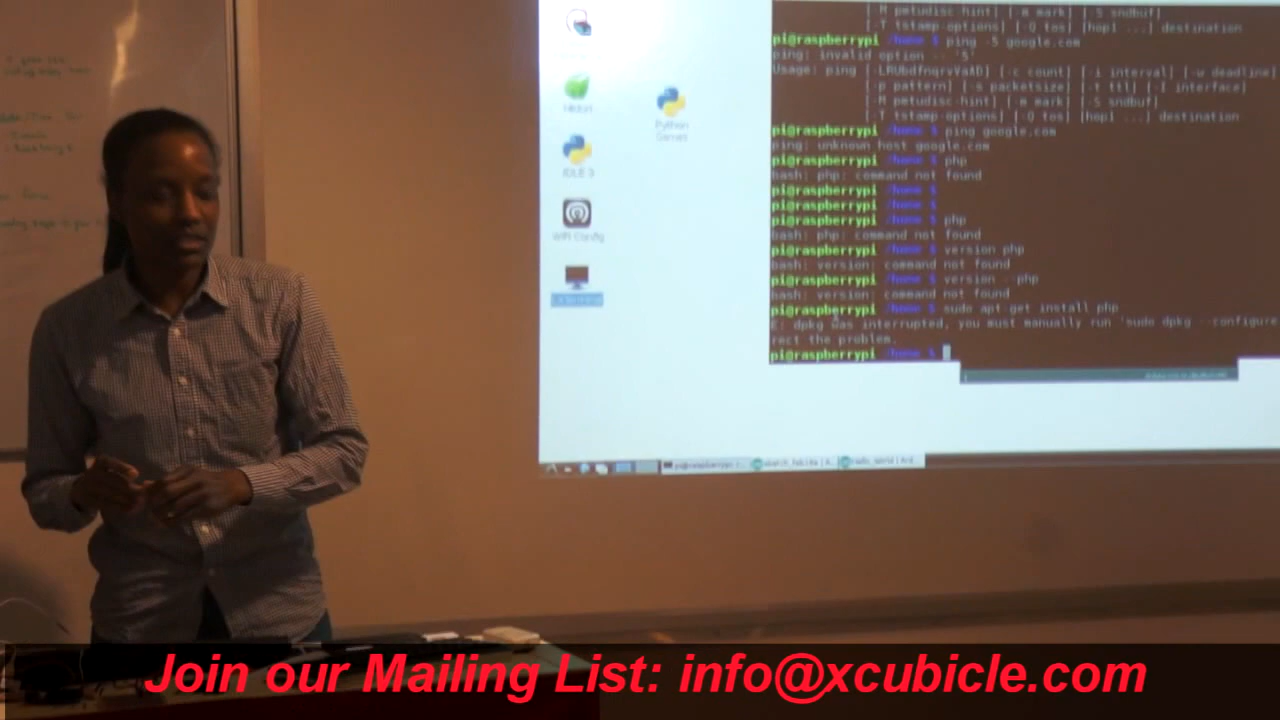 Midori
IDLE 3
WiFi Config
Python
Games
[-M pmtudisc-hint] [-m mark] [-S sndbuf]
[-T tstamp-options] [-Q tos] [hop1 ...] destination
pi@raspberrypi /home $ ping -S google.com
ping: invalid option -- 'S'
Usage: ping [-LRUbdfnqrvVaAD] [-c count] [-i interval] [-w deadline]
[-p pattern] [-s packetsize] [-t ttl] [-I interface]
[-M pmtudisc-hint] [-m mark] [-S sndbuf]
[-T tstamp-options] [-Q tos] [hop1 ...] destination
pi@raspberrypi /home $ ping google.com
ping: unknown host google.com
pi@raspberrypi /home $ php
bash: php: command not found
pi@raspberrypi /home $
pi@raspberrypi /home $
pi@raspberrypi /home $ php
bash: php: command not found
pi@raspberrypi /home $ version php
bash: version: command not found
pi@raspberrypi /home $ version - php
bash: version: command not found
pi@raspberrypi /home $ sudo apt-get install php
E: dpkg was interrupted, you must manually run 'sudo dpkg --configure
rect the problem.
pi@raspberrypi /home $
Join our Mailing List: info@xcubicle.com